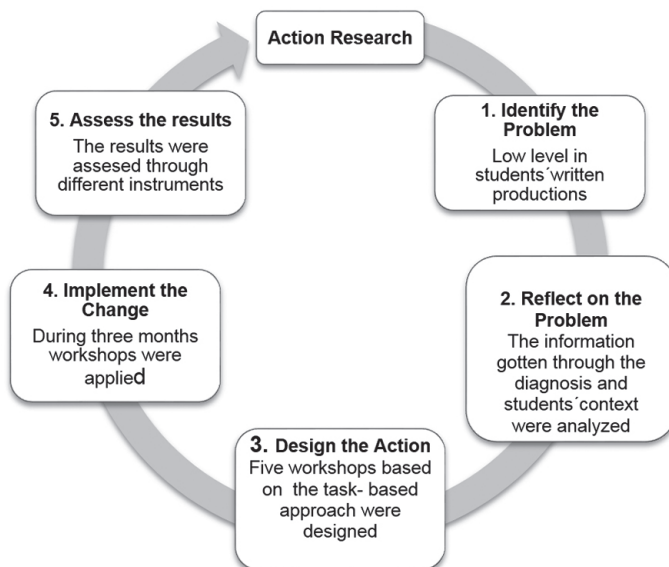 Action Research
1. Identify the
Problem
Low level in
students´written
productions
2. Reflect on the
Problem
The information
gotten through the
diagnosis and
students´context
were analyzed
3. Design the Action
Five workshops based
on the task- based
approach were
designed
4. Implement the
Change
During three months
workshops were
applied
5. Assess the results
The results were
assesed through
different instruments